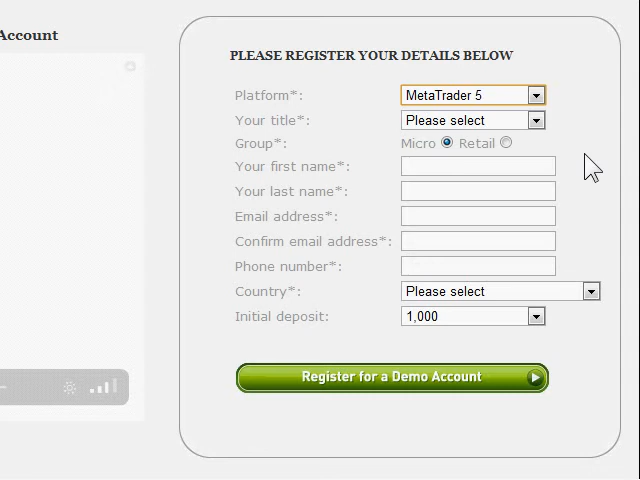 Account
PLEASE REGISTER YOUR DETAILS BELOW
Platform*: MetaTrader 5
Your title*: Please select
Group*: Micro Retail
Your first name*:
Your last name*:
Email address*:
Confirm email address*:
Phone number*:
Country*: Please select
Initial deposit: 1,000
Register for a Demo Account